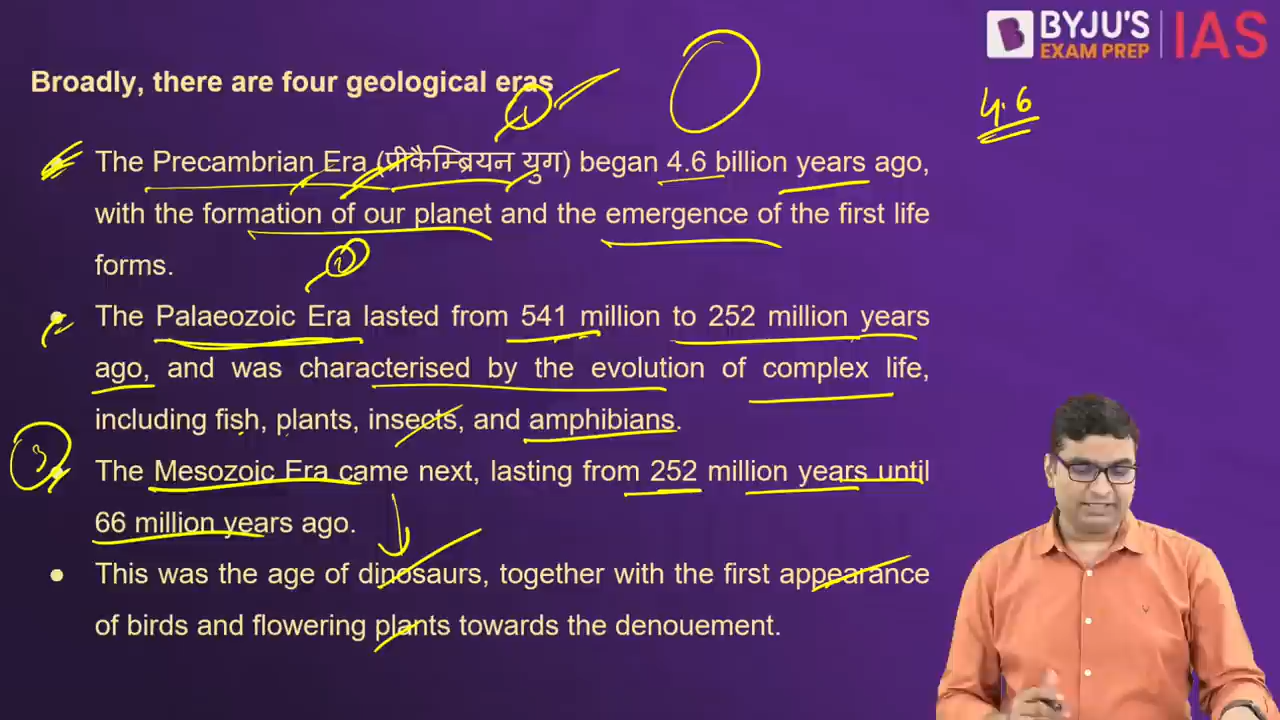 BYJU'S
EXAM PREP
IAS
Broadly, there are four geological eras
4.6
1
The Precambrian Era (प्रीकैम्ब्रियन युग) began 4.6 billion years ago,
with the formation of our planet and the emergence of the first life
forms.
2
The Palaeozoic Era lasted from 541 million to 252 million years
ago, and was characterised by the evolution of complex life,
including fish, plants, insects, and amphibians.
3
The Mesozoic Era came next, lasting from 252 million years until
66 million years ago.
This was the age of dinosaurs, together with the first appearance
of birds and flowering plants towards the denouement.